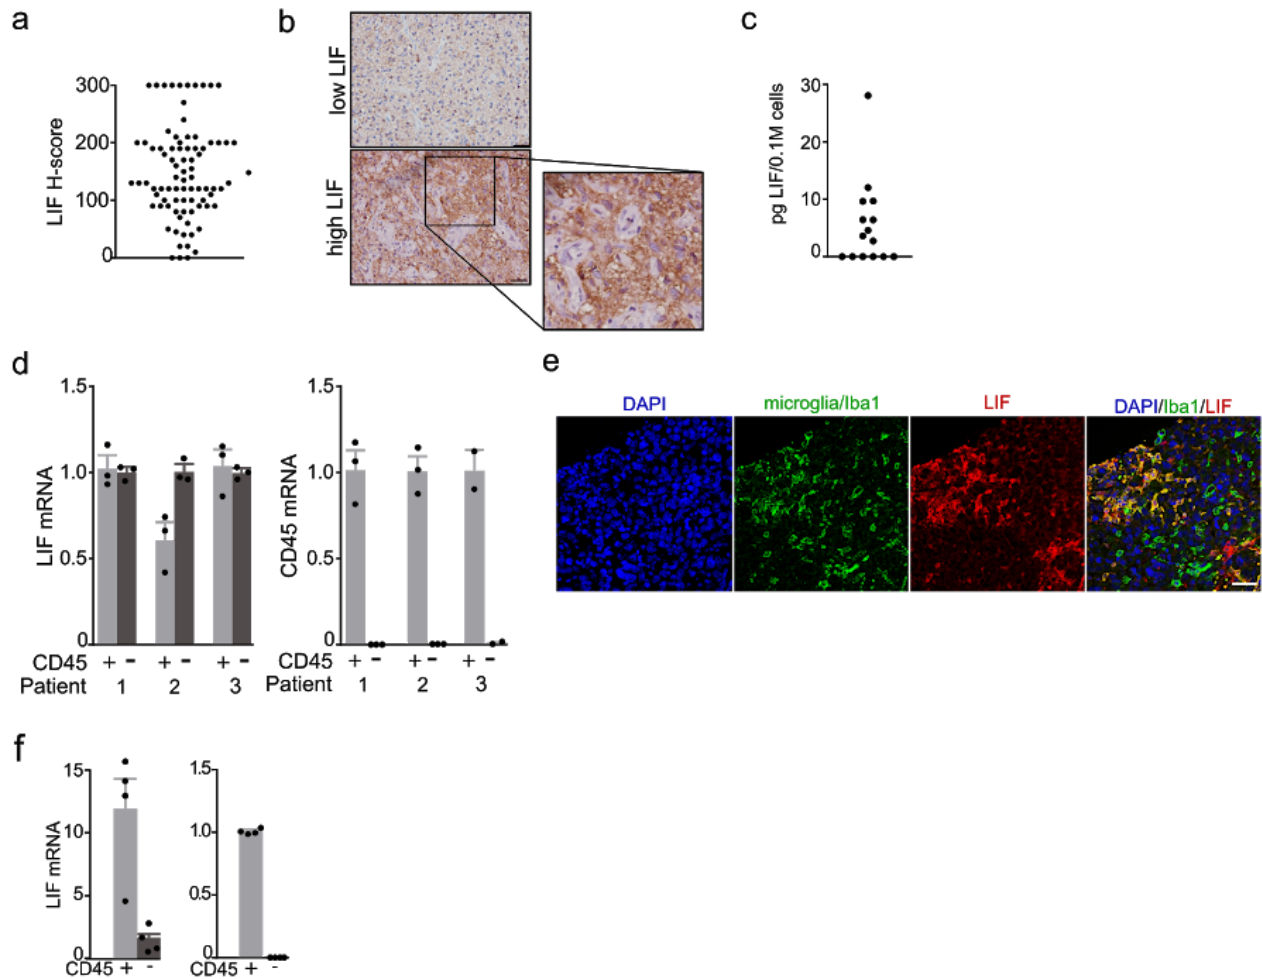 a
LIF H-score
300
200
100
0
b
low LIF
high LIF
c
pg LIF/0.1M cells
30
20
10
0
d
LIF mRNA
1.5
1.0
0.5
0
CD45 + - + - + -
Patient 1 2 3
CD45 mRNA
1.5
1.0
0.5
0
CD45 + - + - + -
Patient 1 2 3
e
DAPI
microglia/Iba1
LIF
DAPI/Iba1/LIF
f
LIF mRNA
15
10
5
0
CD45 + -
1.5
1.0
0.5
0
CD45 + -